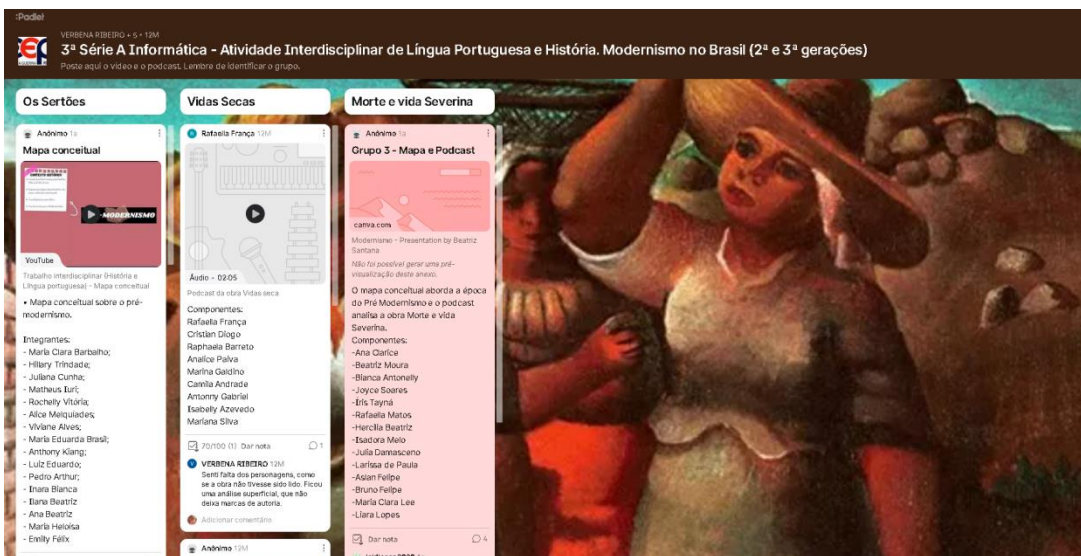 :Padlet
VERBENA RIBEIRO + 5 • 12M
3ª Série A Informática - Atividade Interdisciplinar de Língua Portuguesa e História. Modernismo no Brasil (2ª e 3ª gerações)
Poste aqui o vídeo e o podcast. Lembre de identificar o grupo.
Os Sertões
Anônimo 1a
Mapa conceitual
CONTEXTO HISTÓRICO
-MODERNISMO
YouTube
Trabalho interdisciplinar (História e
Língua portuguesa) - Mapa conceitual
• Mapa conceitual sobre o pré-
modernismo.
Integrantes:
- Maria Clara Barbalho;
- Hillary Trindade;
- Juliana Cunha;
- Matheus Iuri;
- Rochelly Vitória;
- Alice Melquiades;
- Viviane Alves;
- Maria Eduarda Brasil;
- Anthony Kiang;
- Luiz Eduardo;
- Pedro Arthur;
- Inara Bianca
- Ilana Beatriz
- Ana Beatriz
- Maria Heloisa
- Emilly Félix
Vidas Secas
Rafaella França 12M
Áudio - 02:05
Podcast da obra Vidas seca
Componentes:
Rafaella França
Cristian Diogo
Raphaela Barreto
Analice Paiva
Marina Galdino
Camila Andrade
Antonny Gabriel
Isabelly Azevedo
Mariana Silva
70/100 (1) Dar nota
1
VERBENA RIBEIRO 12M
Senti falta dos personagens, como
se a obra não tivesse sido lido. Ficou
uma análise superficial, que não
deixa marcas de autoria.
Adicionar comentário
Anônimo 12M
Morte e vida Severina
Anônimo 1a
Grupo 3 - Mapa e Podcast
canva.com
Modernismo - Presentation by Beatriz
Santana
Não foi possível gerar uma pré-
visualização deste anexo.
O mapa conceitual aborda a época
do Pré Modernismo e o podcast
analisa a obra Morte e vida
Severina.
Componentes:
-Ana Clarice
-Beatriz Moura
-Bianca Antonelly
-Joyce Soares
-Íris Tayná
-Rafaella Matos
-Hercilia Beatriz
-Isadora Melo
-Julia Damasceno
-Larissa de Paula
-Aslan Felipe
-Bruno Felipe
-Maria Clara Lee
-Liara Lopes
Dar nota
4